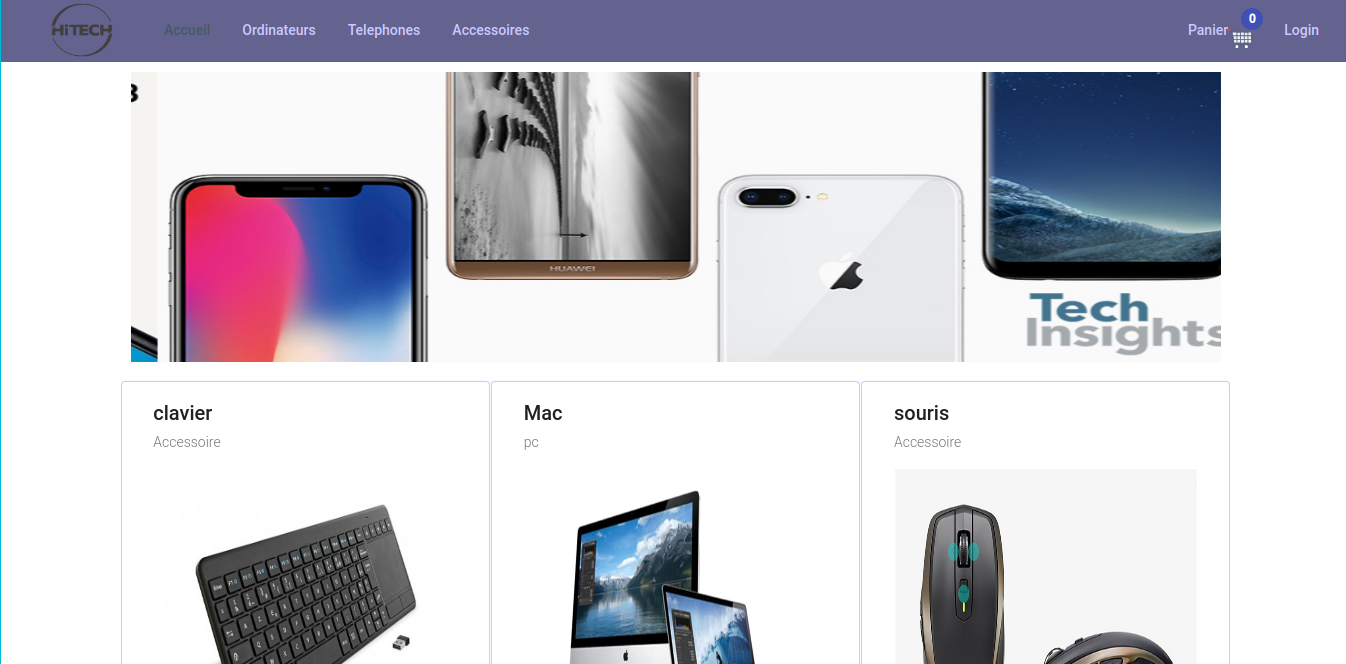 HiTECH Accueil Ordinateurs Telephones Accessoires Panier 0 Login
HUAWEI
Tech
Insights
clavier Mac souris
Accessoire pc Accessoire